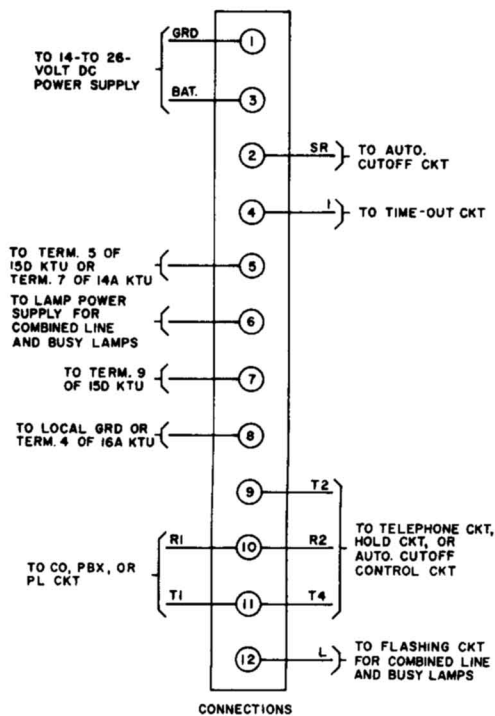 GRD
1
TO 14-TO 26-
VOLT DC
POWER SUPPLY
BAT.
3
2
SR
TO AUTO.
CUTOFF CKT
4
1
TO TIME-OUT CKT
TO TERM. 5 OF
15D KTU OR
TERM. 7 OF 14A KTU
5
TO LAMP POWER
SUPPLY FOR
COMBINED LINE
AND BUSY LAMPS
6
TO TERM. 9
OF 15D KTU
7
TO LOCAL GRD OR
TERM. 4 OF 16A KTU
8
9
T2
R1
10
R2
TO TELEPHONE CKT,
HOLD CKT, OR
AUTO. CUTOFF
CONTROL CKT
TO CO, PBX, OR
PL CKT
T1
11
T4
12
L
TO FLASHING CKT
FOR COMBINED LINE
AND BUSY LAMPS
CONNECTIONS